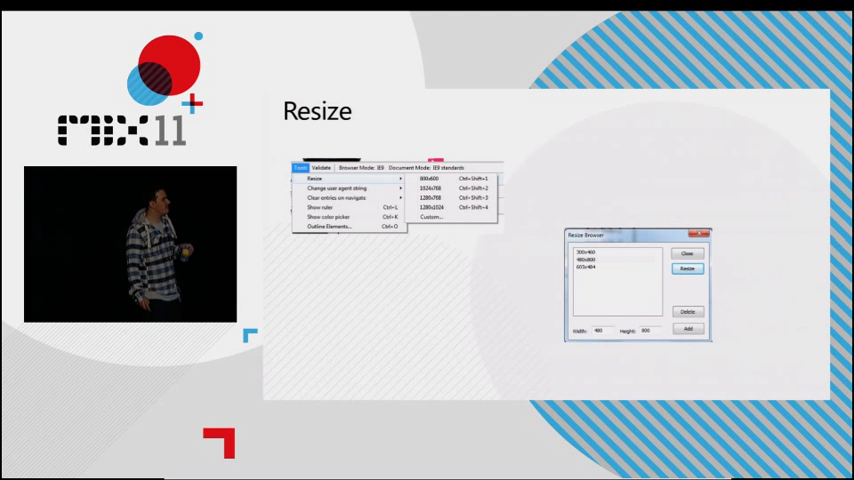 MIX11
Resize
Tools Validate Browser Mode: IE9 Document Mode: IE9 standards
Resize
Change user agent string
Clear entries on navigate
Show ruler Ctrl+L
Show color picker Ctrl+K
Outline Elements... Ctrl+O
800x600 Ctrl+Shift+1
1024x768 Ctrl+Shift+2
1280x768 Ctrl+Shift+3
1280x1024 Ctrl+Shift+4
Custom...
Resize Browser
300x460
480x800
Close
Resize
Delete
Width: 480 Height: 800 Add